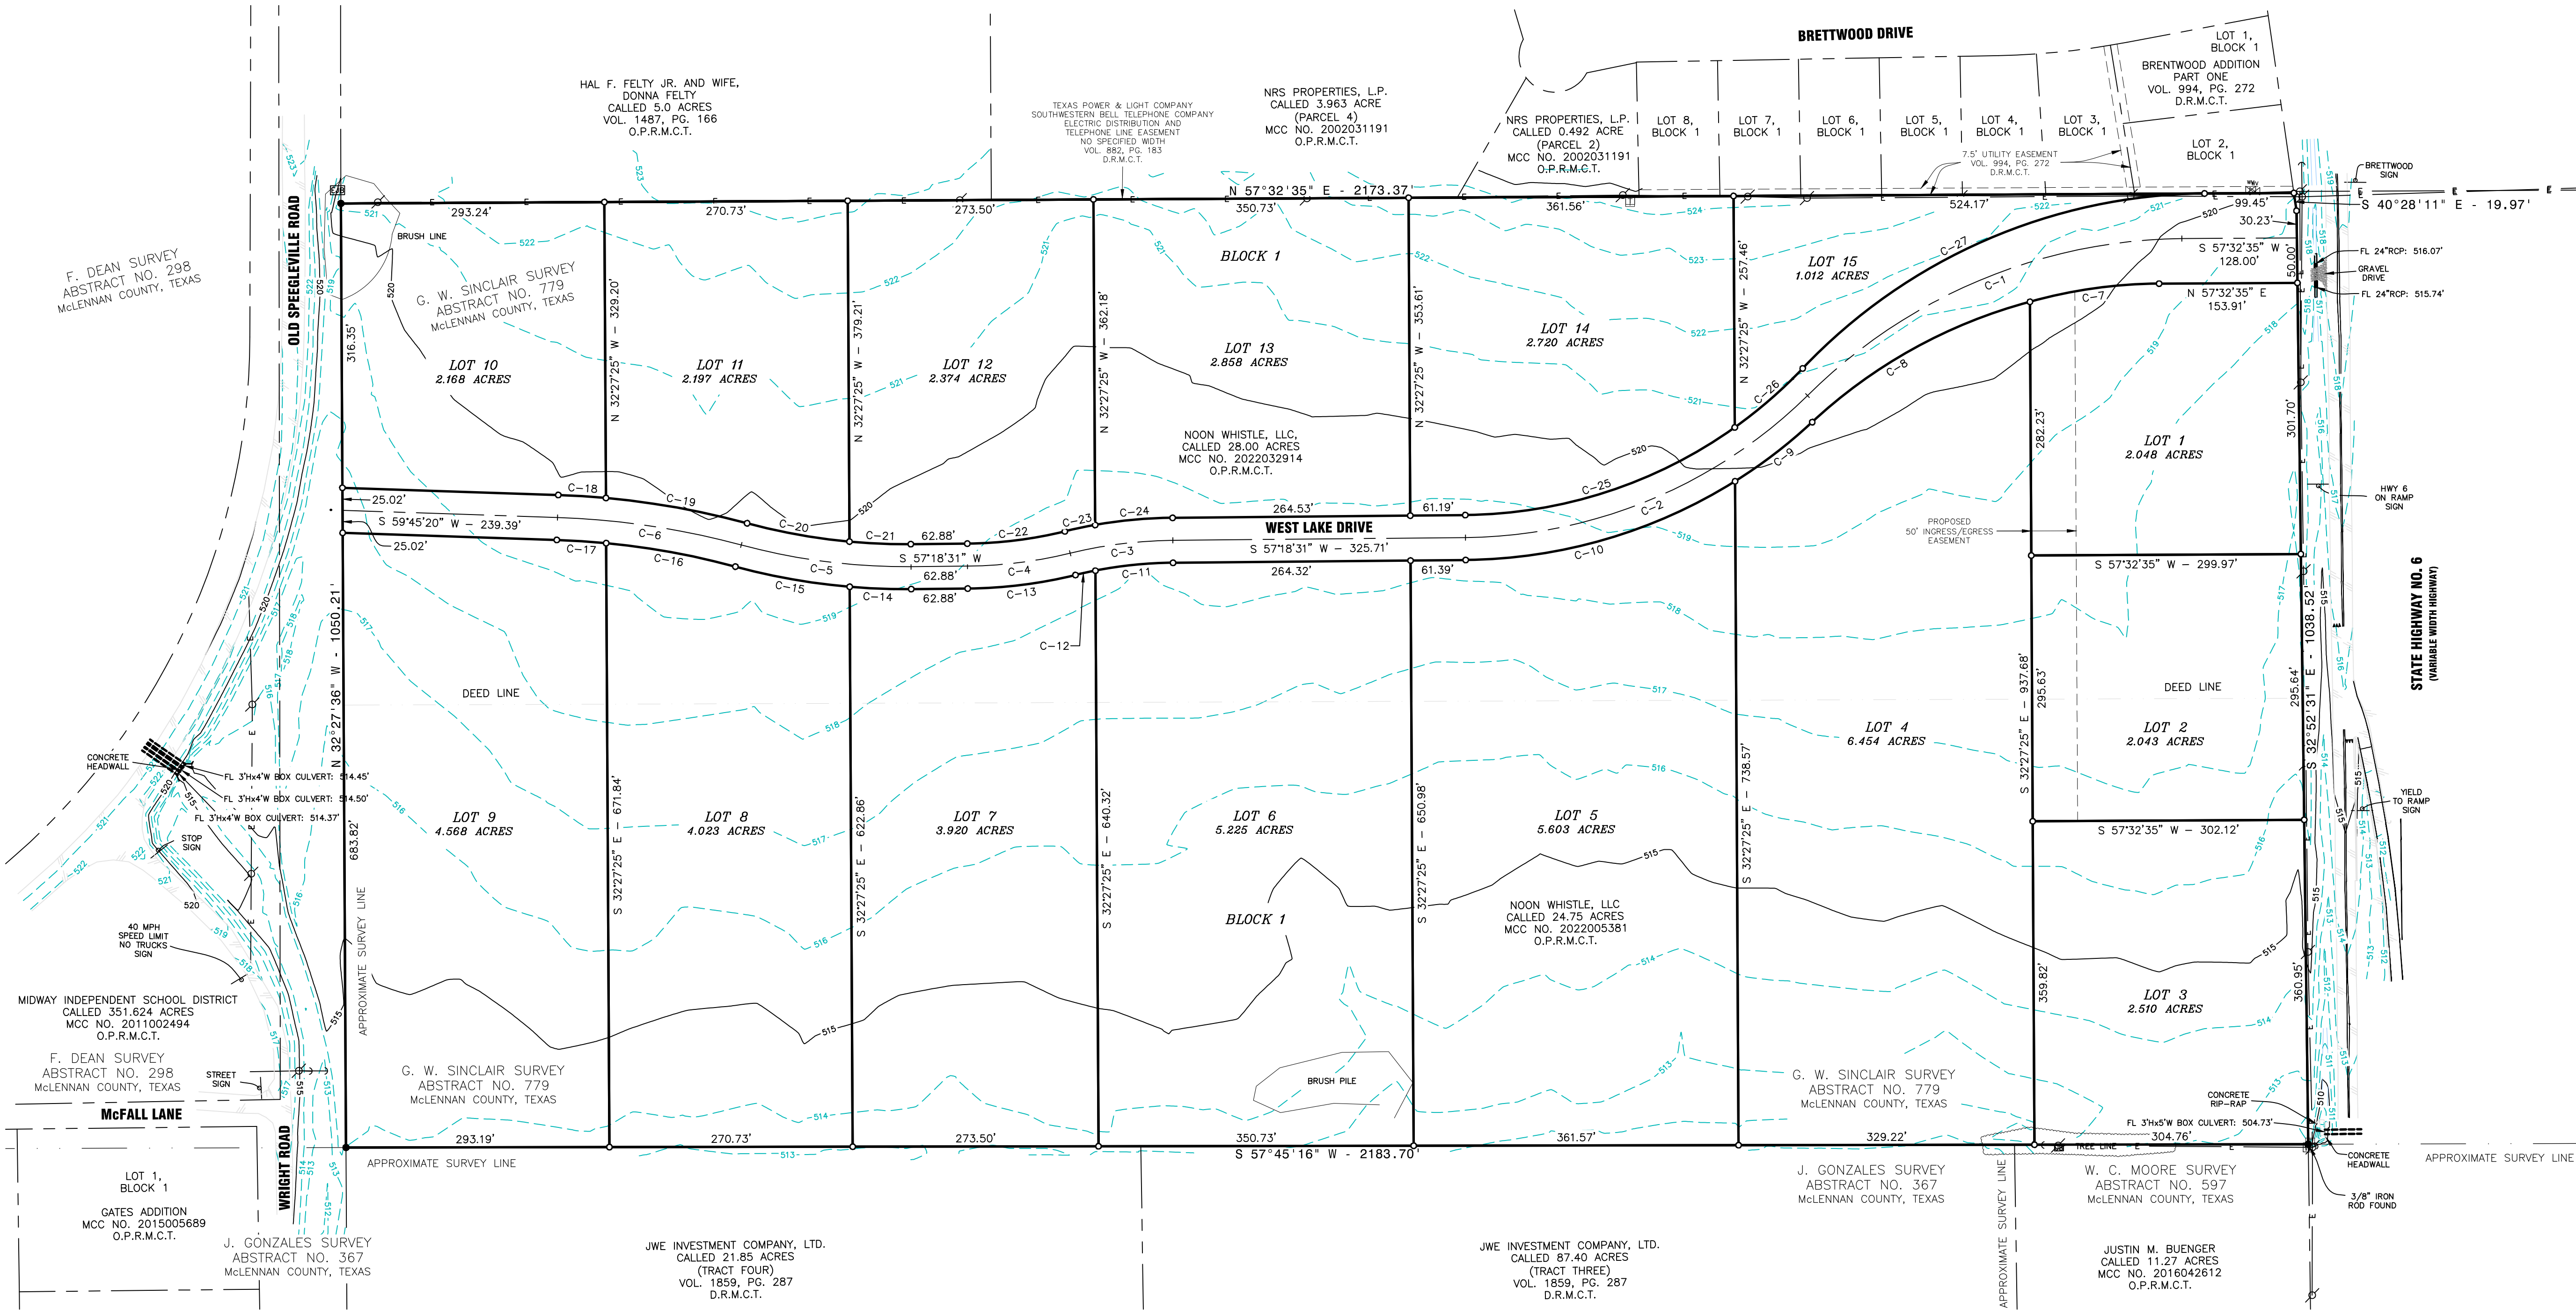 BRETTWOOD DRIVE
LOT 1,
BLOCK 1
BRENTWOOD ADDITION
PART ONE
VOL. 994, PG. 272
D.R.M.C.T.
LOT 2,
BLOCK 1
HAL F. FELTY JR. AND WIFE,
DONNA FELTY
CALLED 5.0 ACRES
VOL. 1487, PG. 166
O.P.R.M.C.T.
TEXAS POWER & LIGHT COMPANY
SOUTHWESTERN BELL TELEPHONE COMPANY
ELECTRIC DISTRIBUTION AND
TELEPHONE LINE EASEMENT
NO SPECIFIED WIDTH
VOL. 882, PG. 183
D.R.M.C.T.
NRS PROPERTIES, L.P.
CALLED 3.963 ACRE
(PARCEL 4)
MCC NO. 2002031191
O.P.R.M.C.T.
NRS PROPERTIES, L.P.
CALLED 0.492 ACRE
(PARCEL 2)
MCC NO. 2002031191
O.P.R.M.C.T.
LOT 8,
BLOCK 1
LOT 7,
BLOCK 1
LOT 6,
BLOCK 1
LOT 5,
BLOCK 1
LOT 4,
BLOCK 1
LOT 3,
BLOCK 1
7.5' UTILITY EASEMENT
VOL. 994, PG. 272
D.R.M.C.T.
BRETTWOOD
SIGN
N 57°32'35" E - 2173.37'
293.24'
270.73'
273.50'
350.73'
361.56'
524.17'
99.45'
S 40°28'11" E - 19.97'
30.23'
S 57°32'35" W
128.00'
50.00'
FL 24"RCP: 516.07'
GRAVEL
DRIVE
FL 24"RCP: 515.74'
N 57°32'35" E
153.91'
BRUSH LINE
OLD SPEEGLEVILLE ROAD
F. DEAN SURVEY
ABSTRACT NO. 298
McLENNAN COUNTY, TEXAS
G. W. SINCLAIR SURVEY
ABSTRACT NO. 779
McLENNAN COUNTY, TEXAS
BLOCK 1
316.35'
N 32°27'25" W - 329.20'
N 32°27'25" W - 379.21'
N 32°27'25" W - 362.18'
N 32°27'25" W - 353.61'
N 32°27'25" W - 257.46'
LOT 10
2.168 ACRES
LOT 11
2.197 ACRES
LOT 12
2.374 ACRES
LOT 13
2.858 ACRES
LOT 14
2.720 ACRES
LOT 15
1.012 ACRES
C-27
C-1
C-7
C-8
C-26
C-9
C-25
C-2
C-10
NOON WHISTLE, LLC,
CALLED 28.00 ACRES
MCC NO. 2022032914
O.P.R.M.C.T.
LOT 1
2.048 ACRES
282.23'
301.70'
HWY 6
ON RAMP
SIGN
PROPOSED
50' INGRESS/EGRESS
EASEMENT
25.02'
S 59°45'20" W - 239.39'
25.02'
C-18
C-19
C-20
C-21
62.88'
C-22
C-23
C-24
264.53'
61.19'
WEST LAKE DRIVE
C-6
C-5
S 57°18'31" W
62.88'
C-4
C-3
S 57°18'31" W - 325.71'
C-17
C-16
C-15
C-14
62.88'
C-13
C-12
C-11
264.32'
61.39'
S 57°32'35" W - 299.97'
STATE HIGHWAY NO. 6
(VARIABLE WIDTH HIGHWAY)
N 32°27'36" W - 1050.21'
S 32°52'31" E - 1038.52'
DEED LINE
DEED LINE
295.63'
295.64'
S 32°27'25" E - 937.68'
LOT 4
6.454 ACRES
LOT 2
2.043 ACRES
CONCRETE
HEADWALL
FL 3'Hx4'W BOX CULVERT: 514.45'
FL 3'Hx4'W BOX CULVERT: 514.50'
FL 3'Hx4'W BOX CULVERT: 514.37'
STOP
SIGN
YIELD
TO RAMP
SIGN
683.82'
S 32°27'25" E - 671.84'
S 32°27'25" E - 622.86'
S 32°27'25" E - 640.32'
S 32°27'25" E - 650.98'
S 32°27'25" E - 738.57'
LOT 9
4.568 ACRES
LOT 8
4.023 ACRES
LOT 7
3.920 ACRES
LOT 6
5.225 ACRES
LOT 5
5.603 ACRES
S 57°32'35" W - 302.12'
BLOCK 1
NOON WHISTLE, LLC
CALLED 24.75 ACRES
MCC NO. 2022005381
O.P.R.M.C.T.
40 MPH
SPEED LIMIT
NO TRUCKS
SIGN
APPROXIMATE SURVEY LINE
359.82'
360.95'
LOT 3
2.510 ACRES
MIDWAY INDEPENDENT SCHOOL DISTRICT
CALLED 351.624 ACRES
MCC NO. 2011002494
O.P.R.M.C.T.
F. DEAN SURVEY
ABSTRACT NO. 298
McLENNAN COUNTY, TEXAS
STREET
SIGN
McFALL LANE
WRIGHT ROAD
G. W. SINCLAIR SURVEY
ABSTRACT NO. 779
McLENNAN COUNTY, TEXAS
BRUSH PILE
G. W. SINCLAIR SURVEY
ABSTRACT NO. 779
McLENNAN COUNTY, TEXAS
CONCRETE
RIP-RAP
FL 3'Hx5'W BOX CULVERT: 504.73'
293.19'
270.73'
273.50'
350.73'
361.57'
329.22'
304.76'
TREE LINE
S 57°45'16" W - 2183.70'
APPROXIMATE SURVEY LINE
CONCRETE
HEADWALL
APPROXIMATE SURVEY LINE
3/8" IRON
ROD FOUND
LOT 1,
BLOCK 1
GATES ADDITION
MCC NO. 2015005689
O.P.R.M.C.T.
J. GONZALES SURVEY
ABSTRACT NO. 367
McLENNAN COUNTY, TEXAS
J. GONZALES SURVEY
ABSTRACT NO. 367
McLENNAN COUNTY, TEXAS
APPROXIMATE SURVEY LINE
W. C. MOORE SURVEY
ABSTRACT NO. 597
McLENNAN COUNTY, TEXAS
JWE INVESTMENT COMPANY, LTD.
CALLED 21.85 ACRES
(TRACT FOUR)
VOL. 1859, PG. 287
D.R.M.C.T.
JWE INVESTMENT COMPANY, LTD.
CALLED 87.40 ACRES
(TRACT THREE)
VOL. 1859, PG. 287
D.R.M.C.T.
JUSTIN M. BUENGER
CALLED 11.27 ACRES
MCC NO. 2016042612
O.P.R.M.C.T.